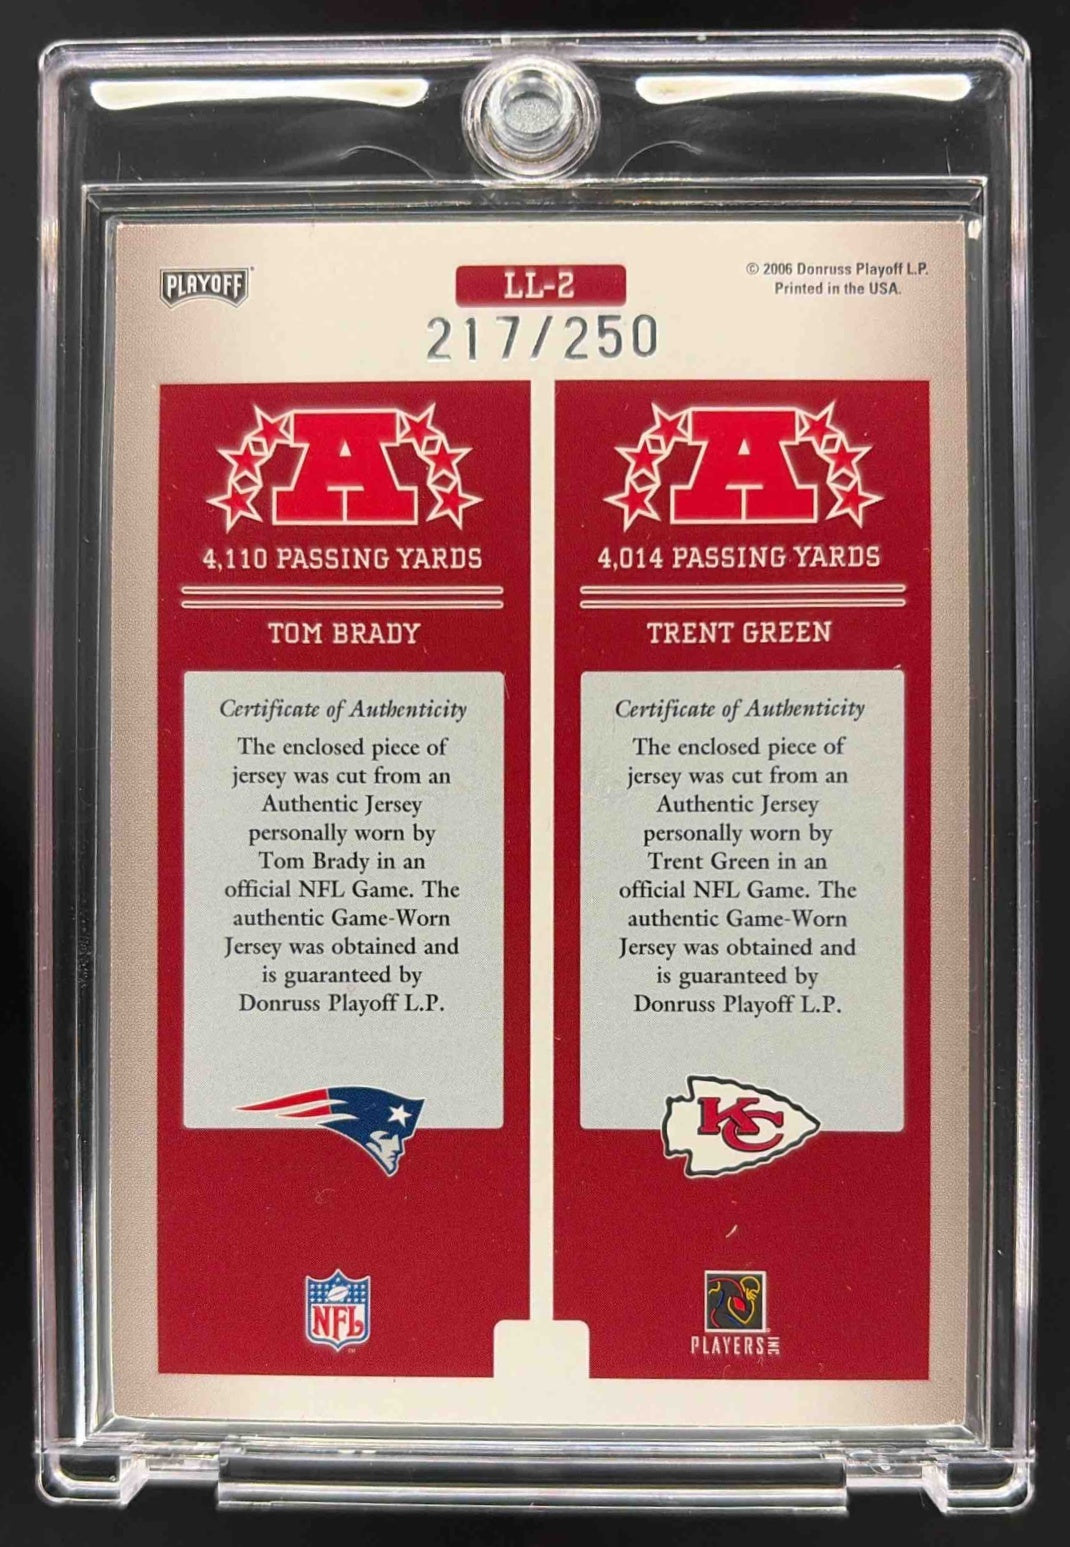 PLAYOFF
LL-2
© 2006 Donruss Playoff L.P.
Printed in the USA.
217/250
A
4,110 PASSING YARDS
TOM BRADY
Certificate of Authenticity
The enclosed piece of
jersey was cut from an
Authentic Jersey
personally worn by
Tom Brady in an
official NFL Game. The
authentic Game-Worn
Jersey was obtained and
is guaranteed by
Donruss Playoff L.P.
NFL
A
4,014 PASSING YARDS
TRENT GREEN
Certificate of Authenticity
The enclosed piece of
jersey was cut from an
Authentic Jersey
personally worn by
Trent Green in an
official NFL Game. The
authentic Game-Worn
Jersey was obtained and
is guaranteed by
Donruss Playoff L.P.
KC
PLAYERS INC